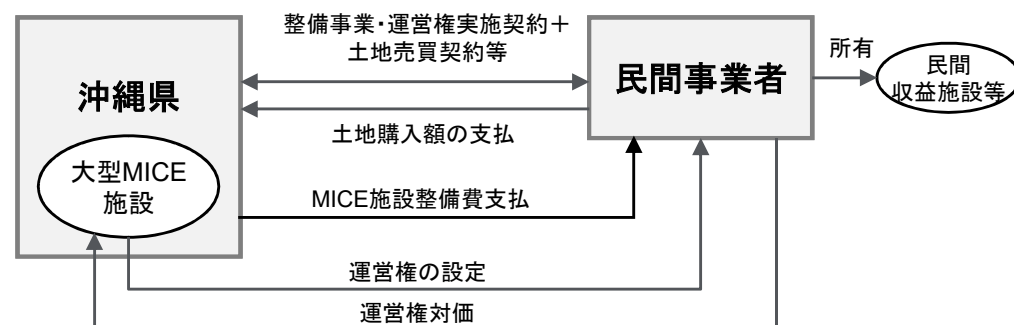 整備事業・運営権実施契約＋
土地売買契約等
沖縄県
民間事業者
所有
民間
収益施設等
土地購入額の支払
大型MICE
施設
MICE施設整備費支払
運営権の設定
運営権対価